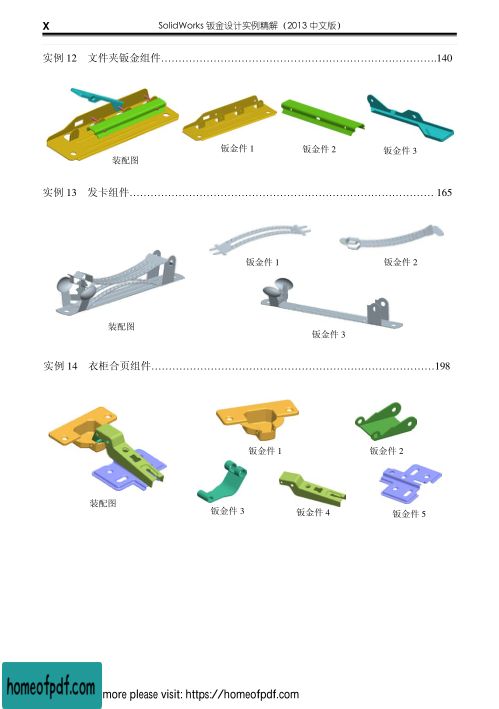 X SolidWorks 钣金设计实例精解（2013 中文版）
实例 12 文件夹钣金组件……………………………………………………………………140
钣金件 1 钣金件 2 钣金件 3
装配图
实例 13 发卡组件…………………………………………………………………………… 165
钣金件 1 钣金件 2
装配图
钣金件 3
实例 14 衣柜合页组件………………………………………………………………………198
钣金件 1 钣金件 2
装配图
钣金件 3 钣金件 4 钣金件 5
homeofpdf.com more please visit: https://homeofpdf.com